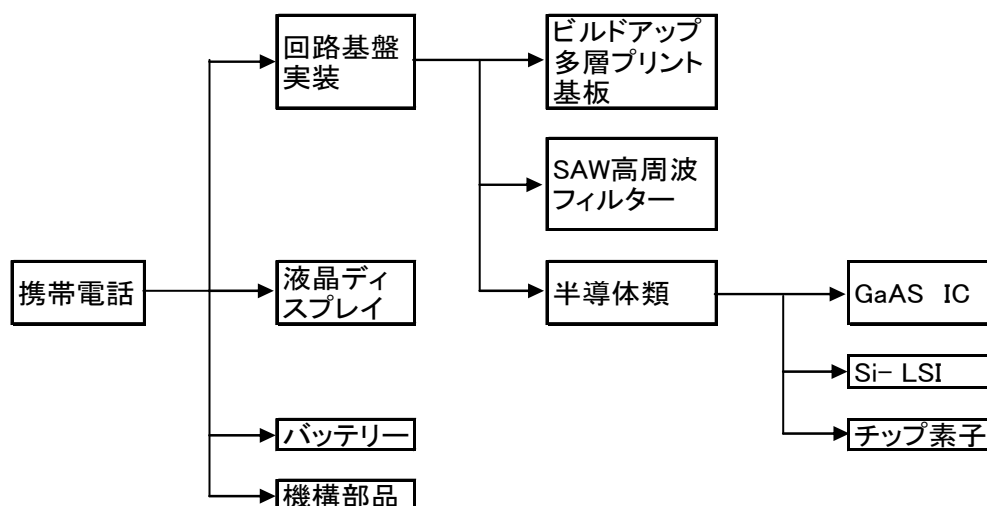 回路基盤
実装
ビルドアップ
多層プリント
基板
SAW高周波
フィルター
携帯電話
液晶ディ
スプレイ
半導体類
GaAS IC
Si- LSI
バッテリー
チップ素子
機構部品